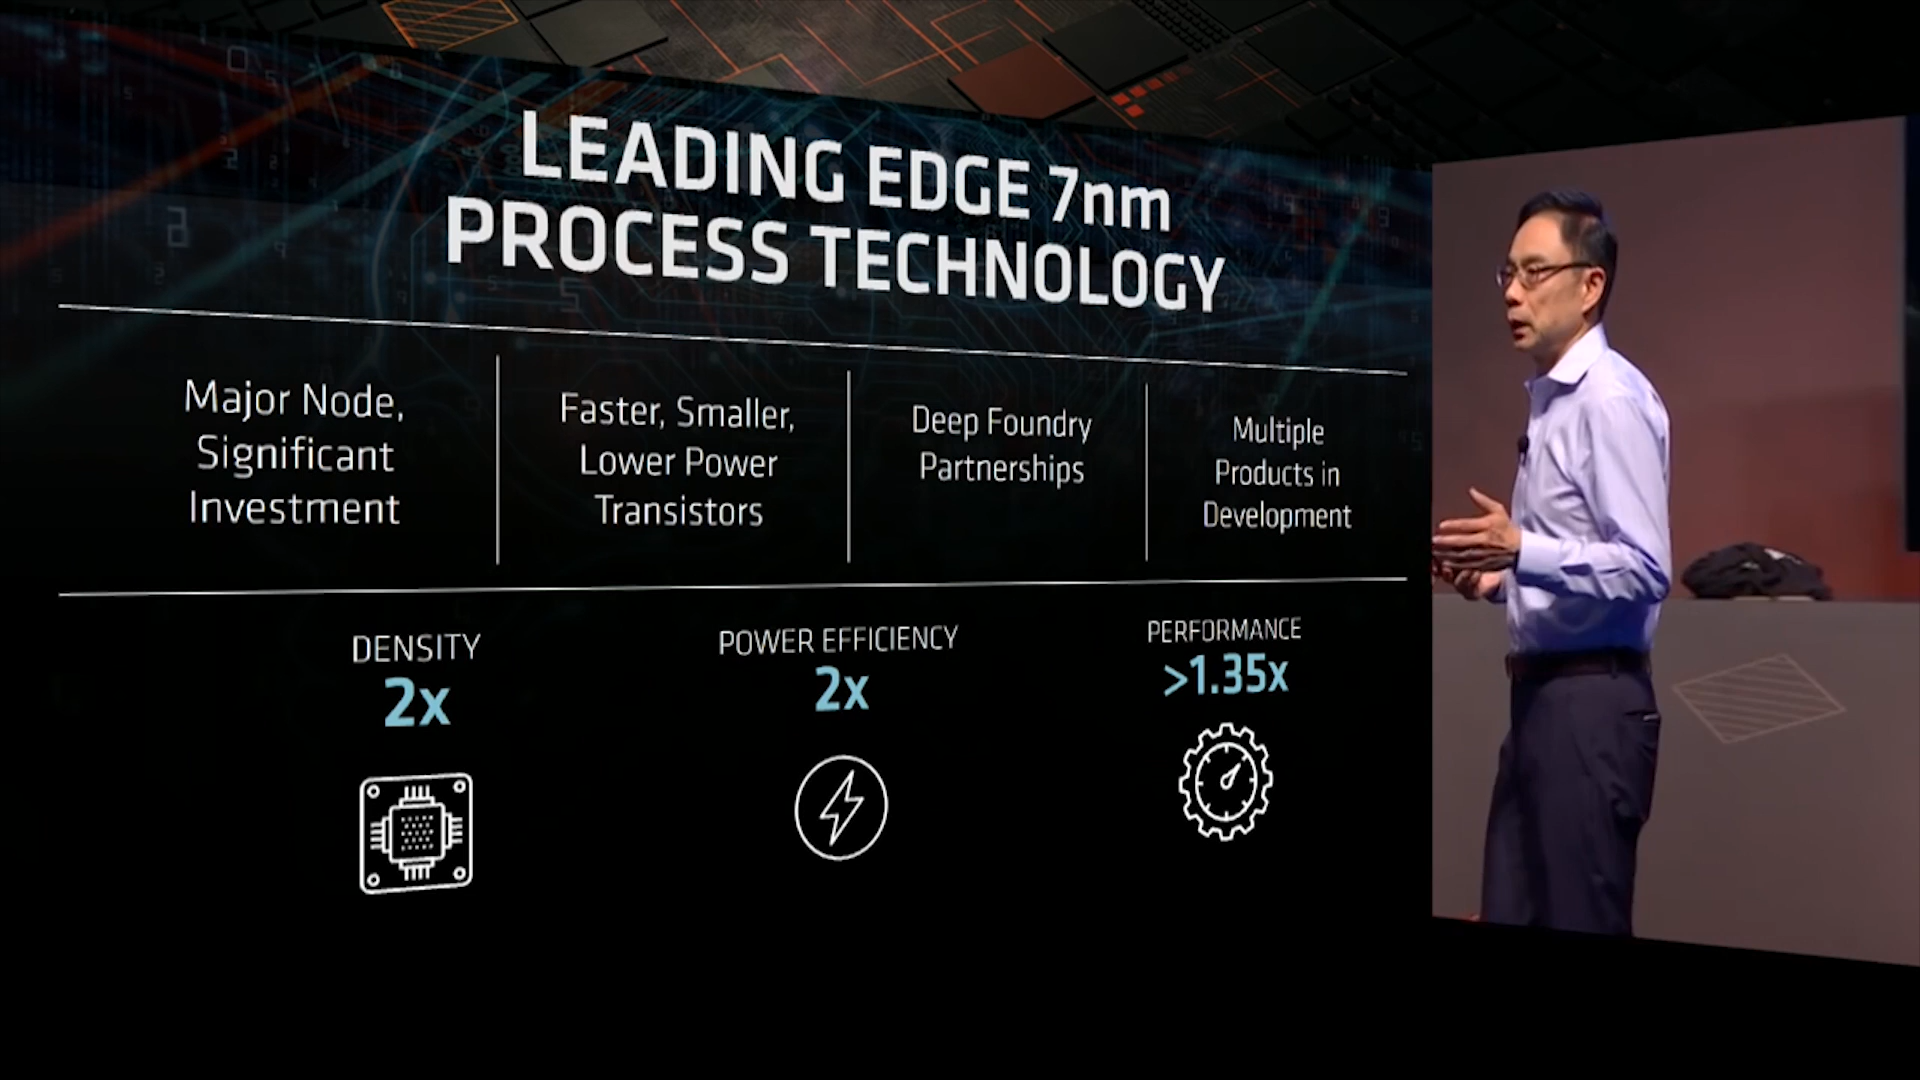 LEADING EDGE 7nm
PROCESS TECHNOLOGY
Major Node,
Significant
Investment
Faster, Smaller,
Lower Power
Transistors
Deep Foundry
Partnerships
Multiple
Products in
Development
DENSITY
2x
POWER EFFICIENCY
2x
PERFORMANCE
>1.35x